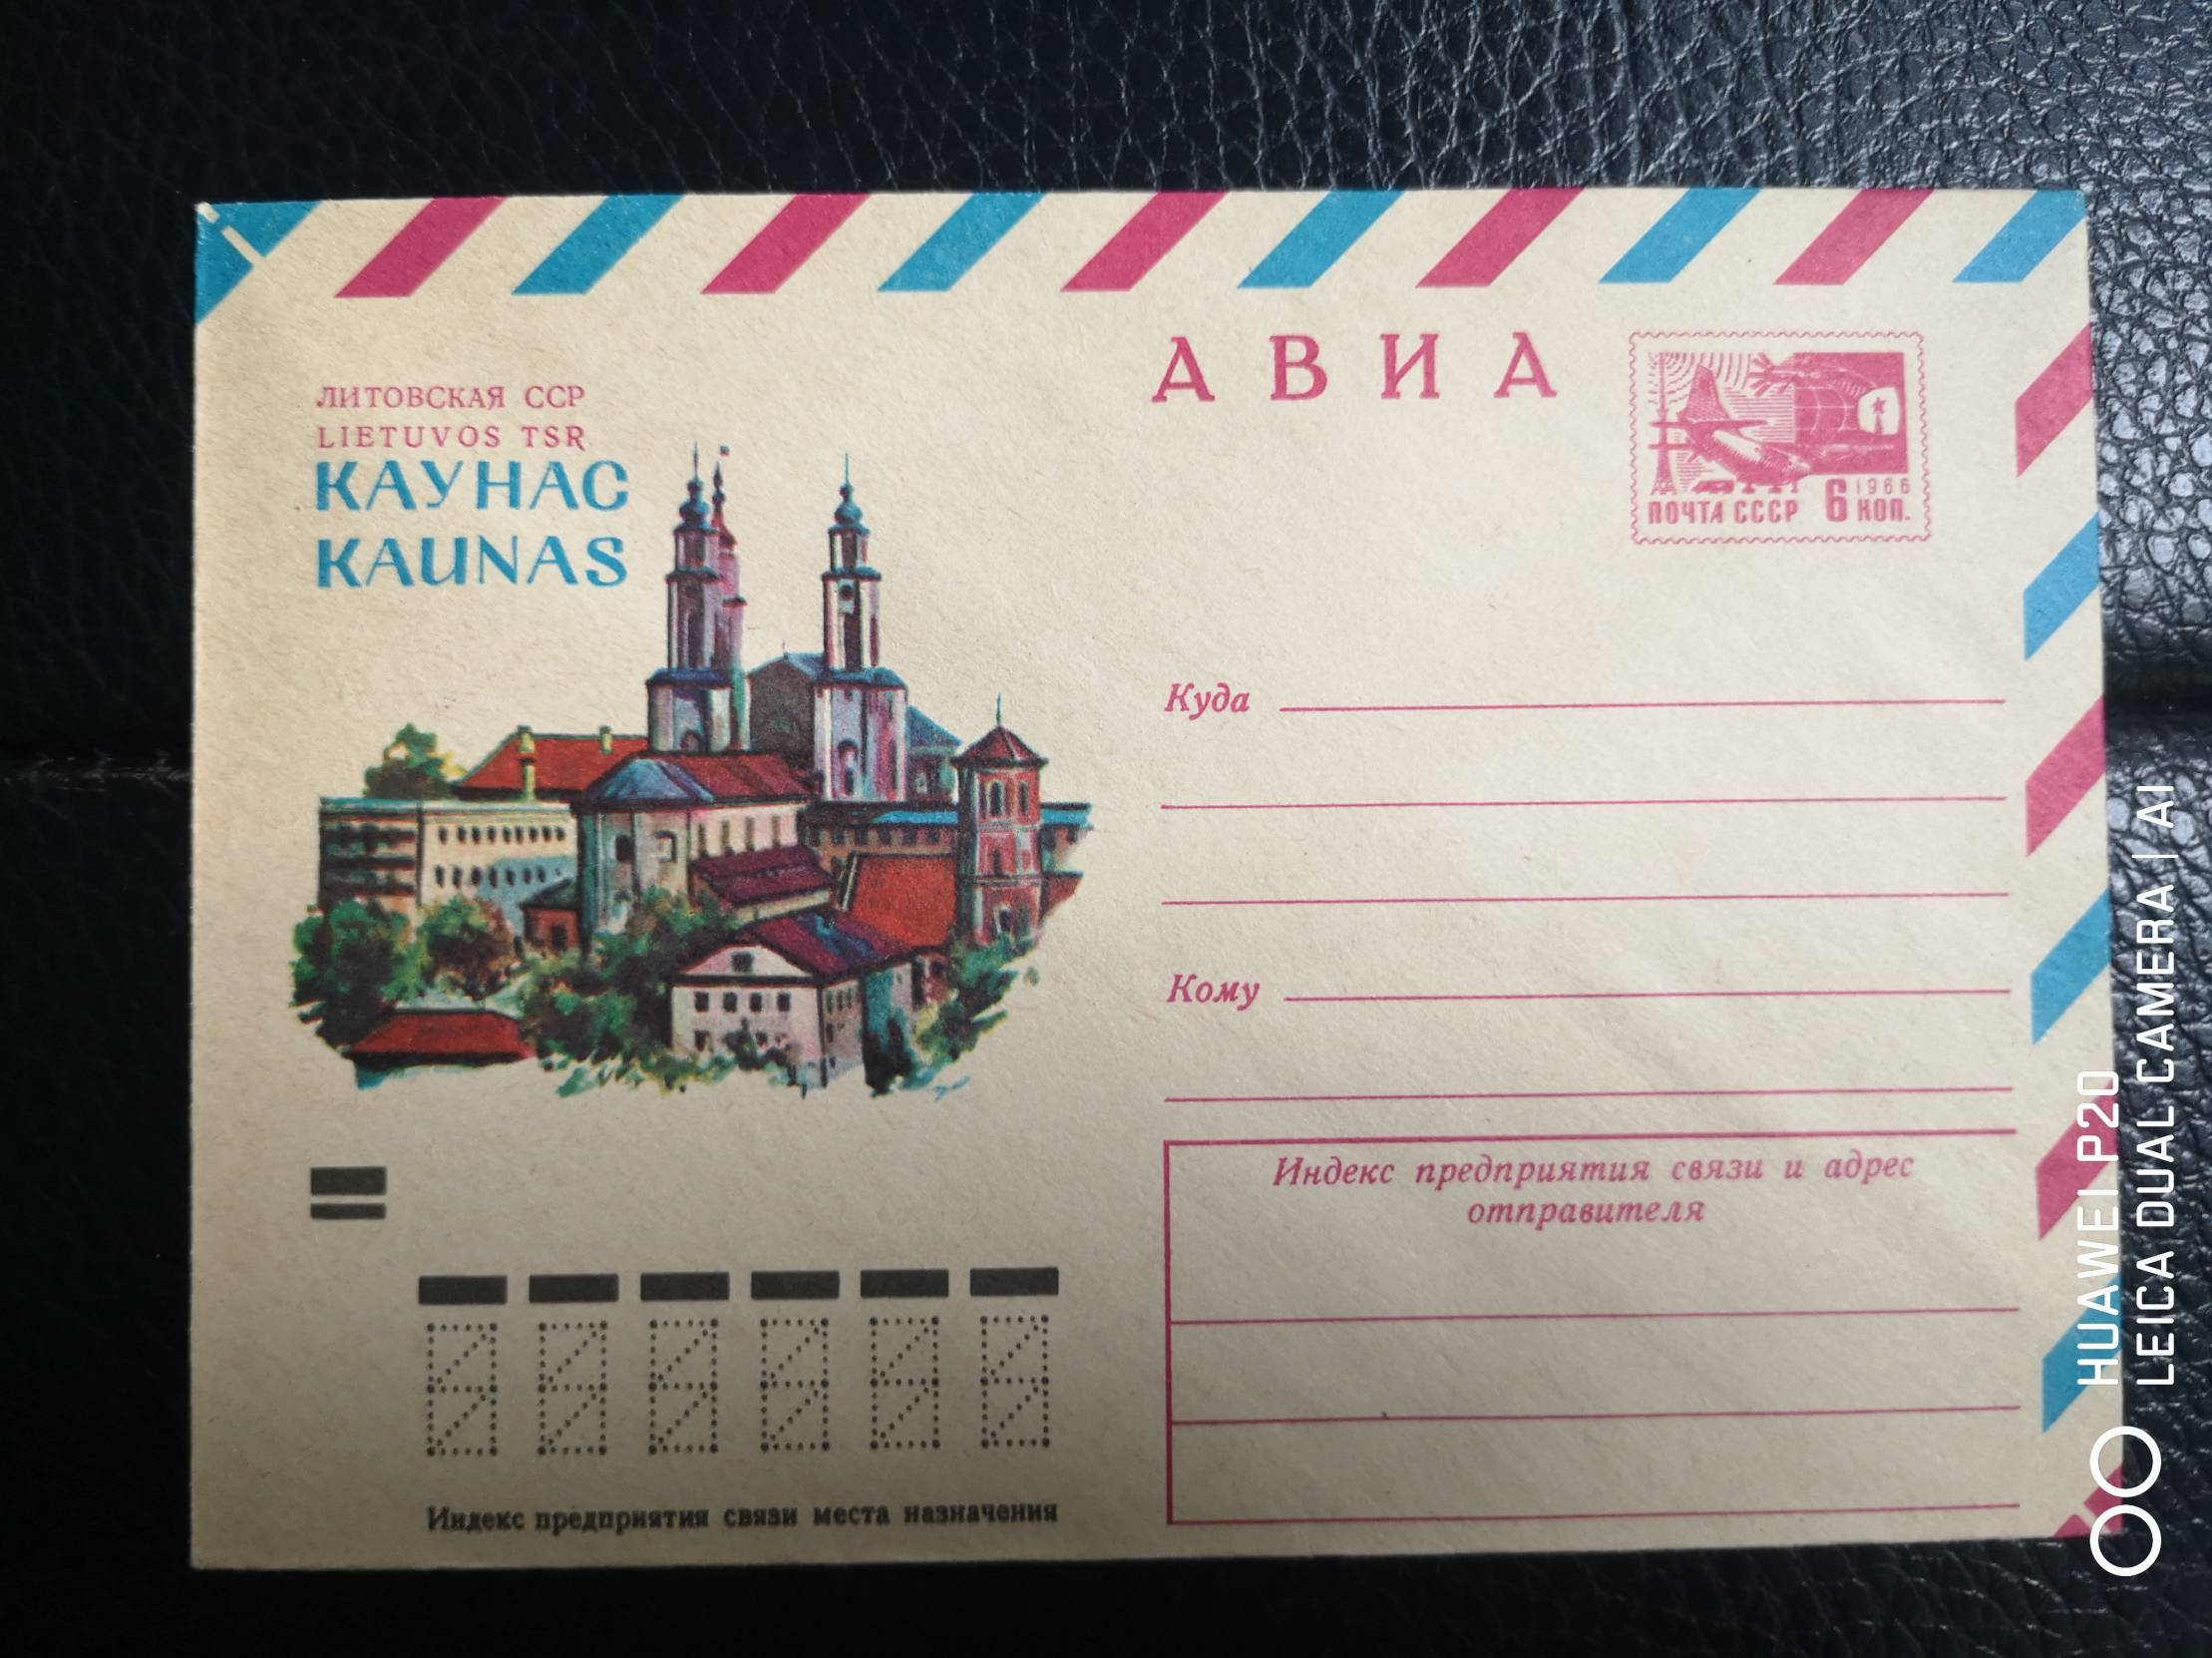 АВИА
ЛИТОВСКАЯ ССР
LIETUVOS TSR
КАУНАС
KAUNAS
1966
ПОЧТА СССР 6 КОП.
Куда
Кому
Индекс предприятия связи и адрес
отправителя
Индекс предприятия связи места назначения
HUAWEI P20
LEICA DUAL CAMERA | AI